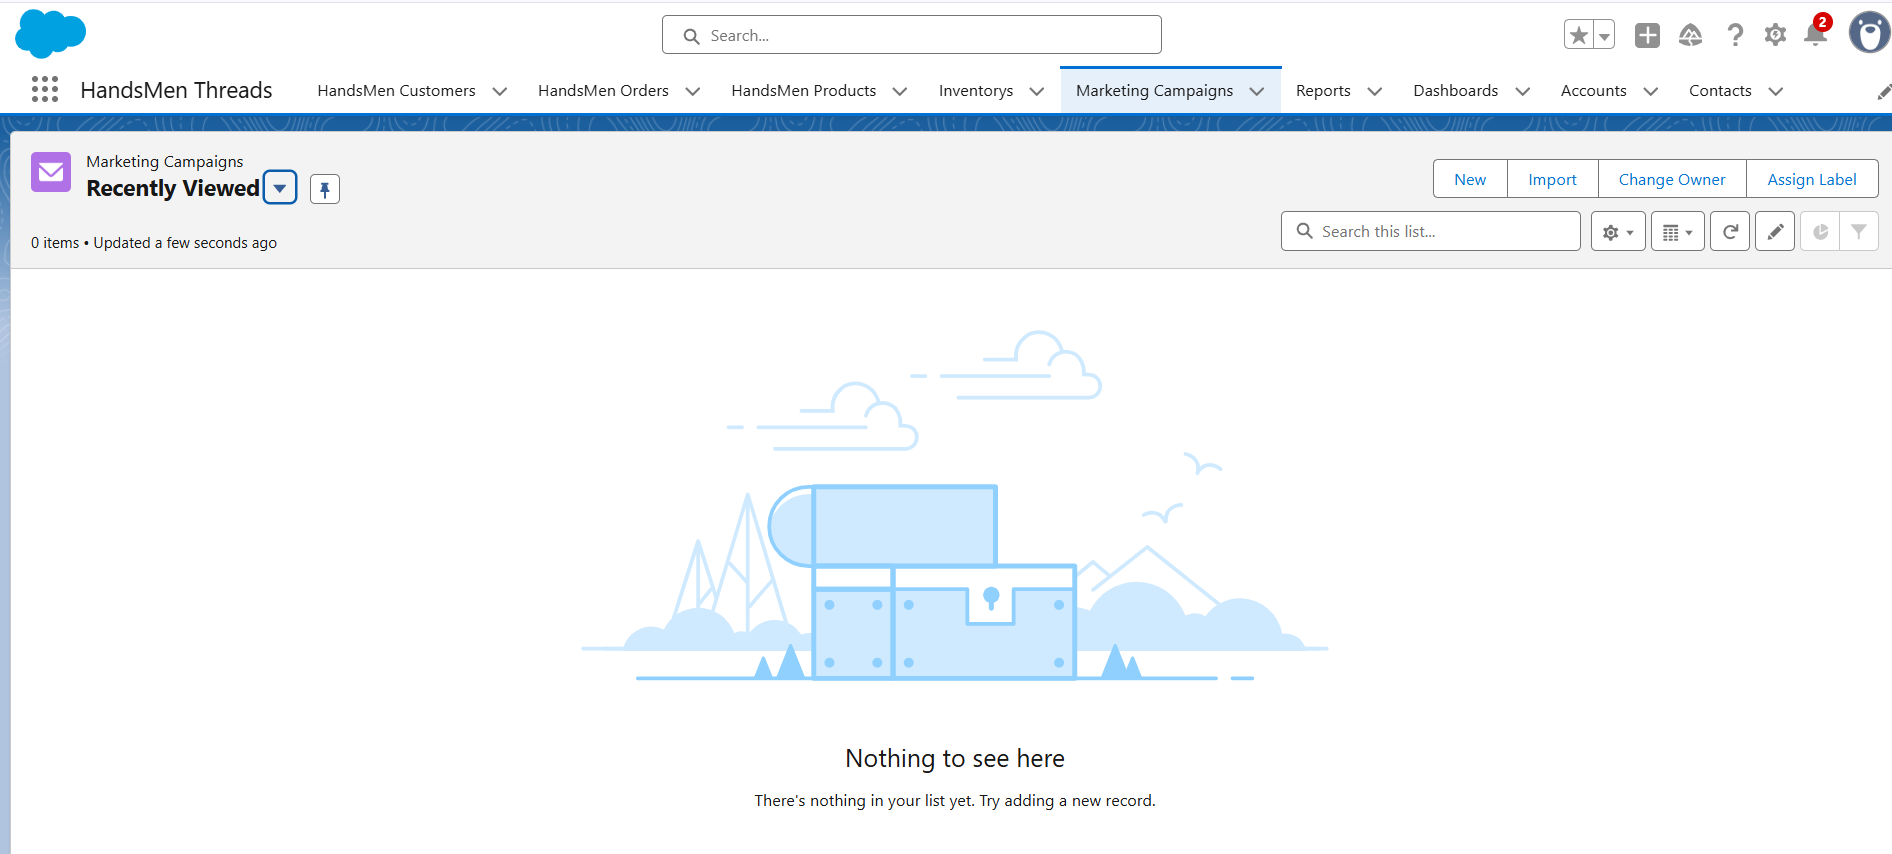 Search...
2
HandsMen Threads
HandsMen Customers
HandsMen Orders
HandsMen Products
Inventorys
Marketing Campaigns
Reports
Dashboards
Accounts
Contacts
Marketing Campaigns
Recently Viewed
New
Import
Change Owner
Assign Label
0 items • Updated a few seconds ago
Search this list...
Nothing to see here
There's nothing in your list yet. Try adding a new record.